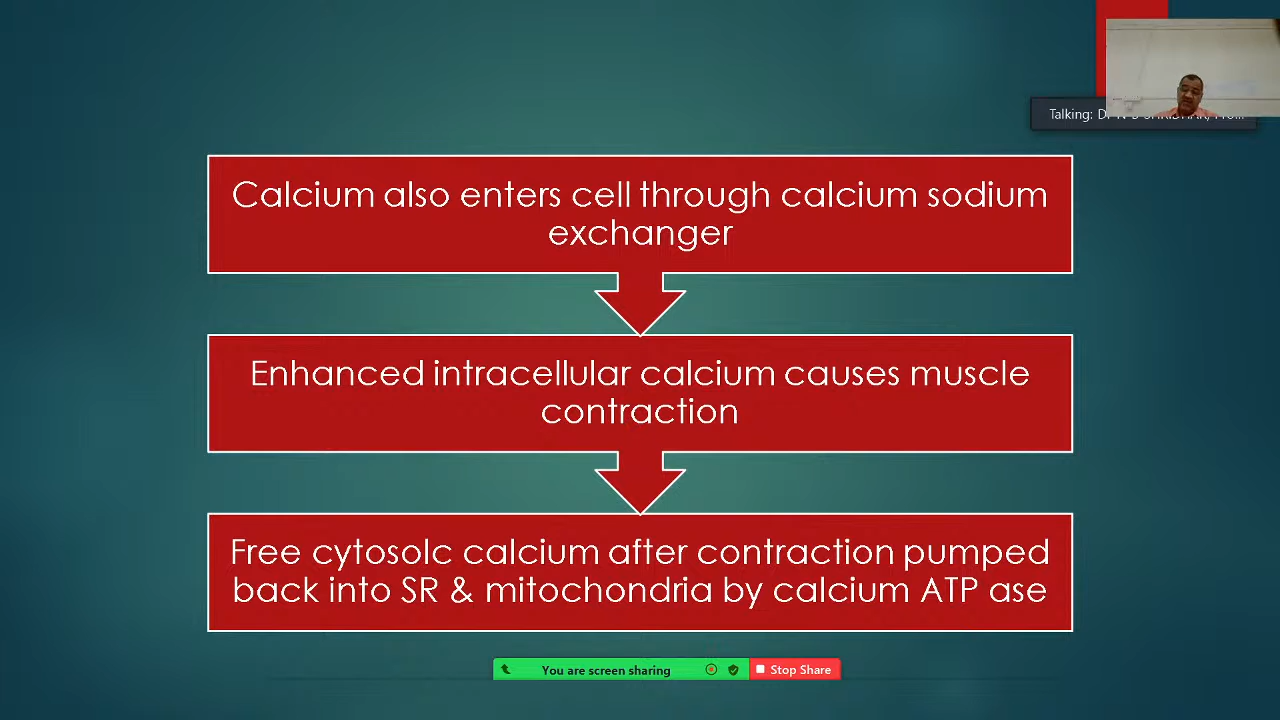 Talking:
Calcium also enters cell through calcium sodium
exchanger
Enhanced intracellular calcium causes muscle
contraction
Free cytosolc calcium after contraction pumped
back into SR & mitochondria by calcium ATP ase
You are screen sharing
Stop Share